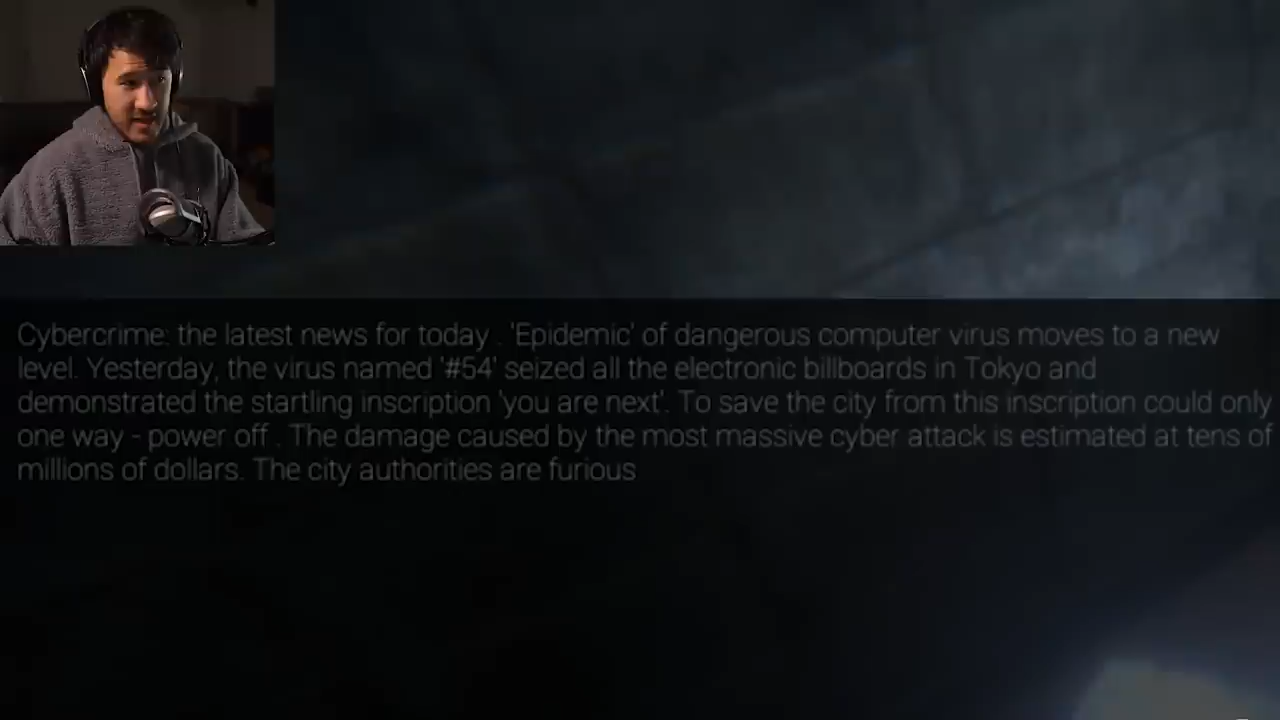 Cybercrime: the latest news for today . 'Epidemic' of dangerous computer virus moves to a new
level. Yesterday, the virus named '#54' seized all the electronic billboards in Tokyo and
demonstrated the startling inscription 'you are next'. To save the city from this inscription could only
one way - power off . The damage caused by the most massive cyber attack is estimated at tens of
millions of dollars. The city authorities are furious